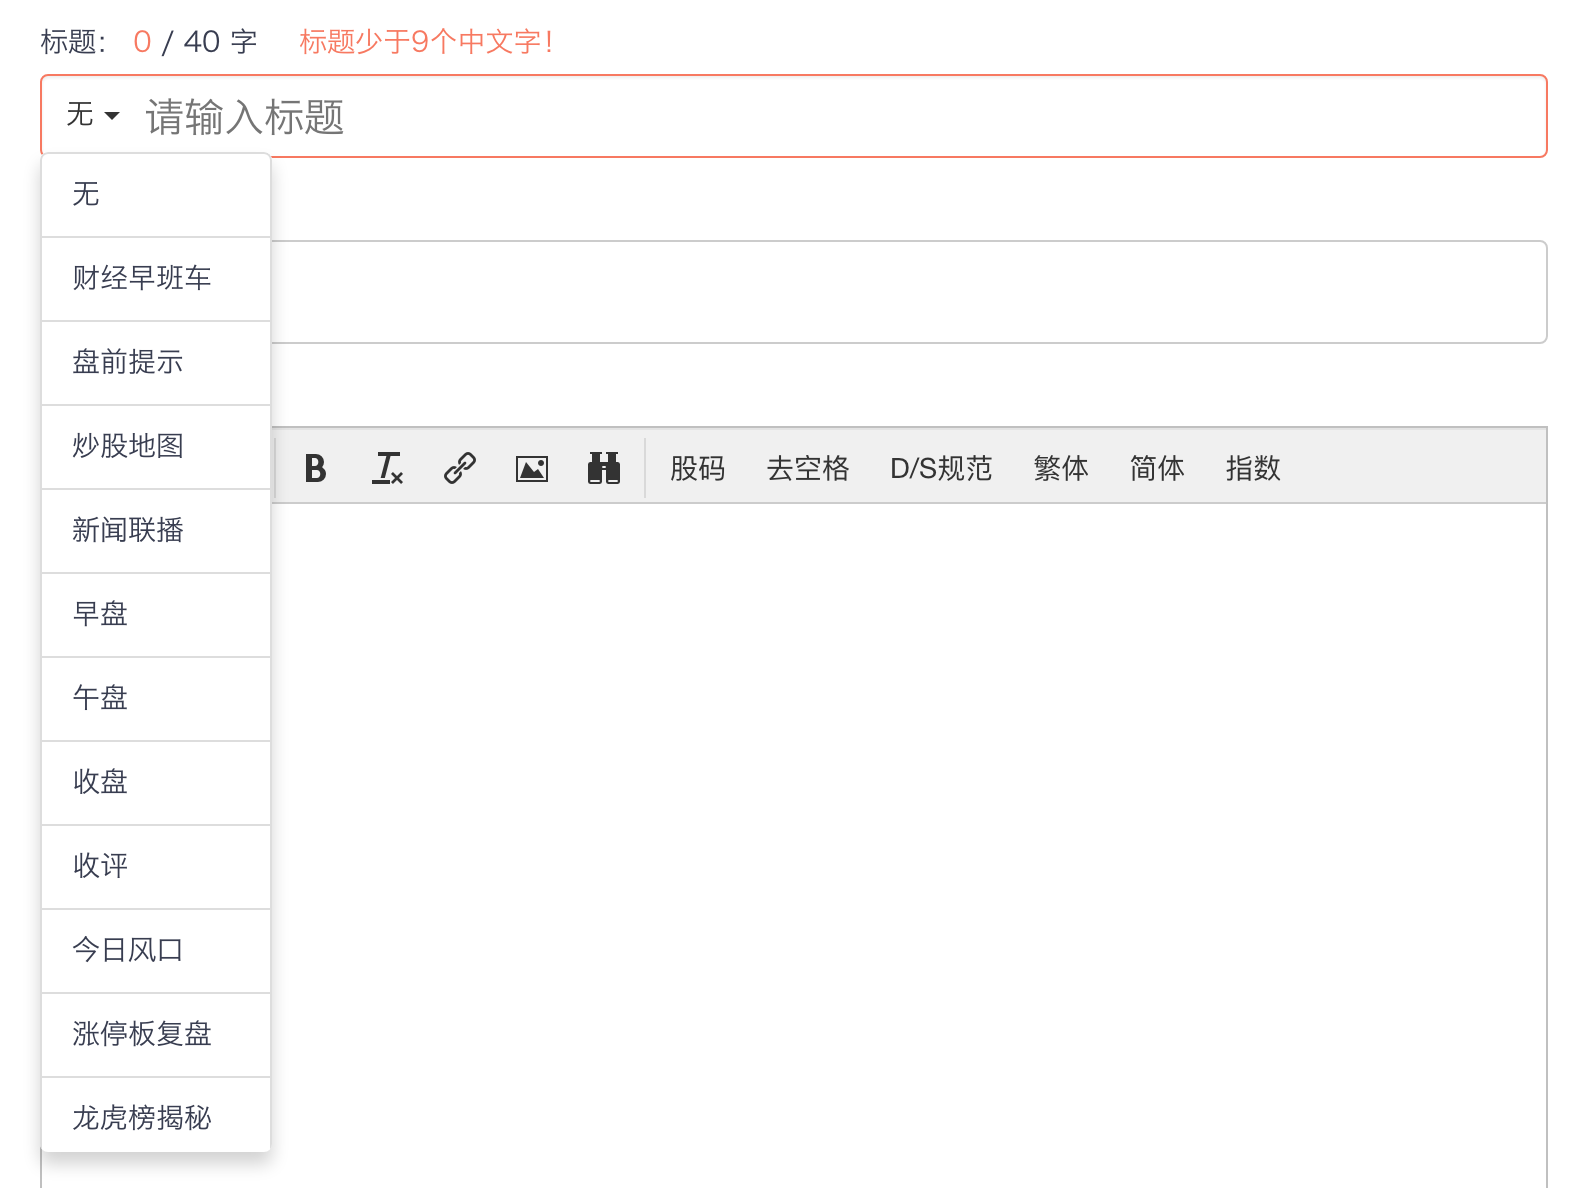 标题： 0 / 40 字 标题少于9个中文字！
无 请输入标题
无
财经早班车
盘前提示
炒股地图
B 股码 去空格 D/S规范 繁体 简体 指数
新闻联播
早盘
午盘
收盘
收评
今日风口
涨停板复盘
龙虎榜揭秘